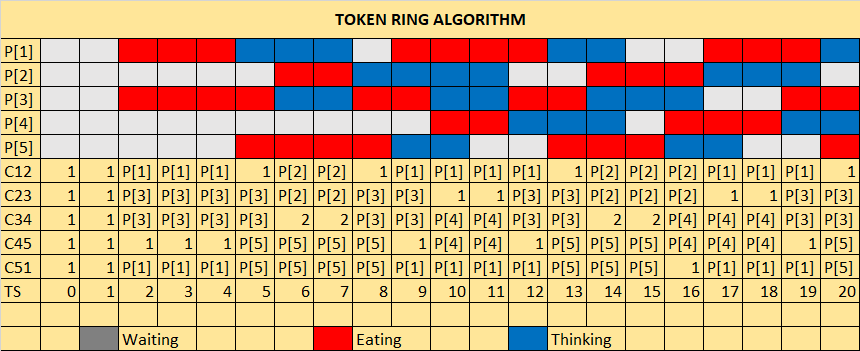 TOKEN RING ALGORITHM
P[1]
P[2]
P[3]
P[4]
P[5]
C12 1 1 P[1] P[1] P[1] 1 P[2] P[2] 1 P[1] P[1] P[1] P[1] 1 P[2] P[2] P[2] P[1] P[1] P[1] 1
C23 1 1 P[3] P[3] P[3] P[3] P[2] P[2] P[3] P[3] 1 1 P[3] P[3] P[2] P[2] P[2] 1 1 P[3] P[3]
C34 1 1 P[3] P[3] P[3] P[3] 2 2 P[3] P[3] P[4] P[4] P[3] P[3] 2 2 P[4] P[4] P[4] P[3] P[3]
C45 1 1 1 1 1 P[5] P[5] P[5] P[5] 1 P[4] P[4] 1 P[5] P[5] P[5] P[4] P[4] P[4] 1 P[5]
C51 1 1 P[1] P[1] P[1] P[5] P[5] P[5] P[5] P[1] P[1] P[1] P[1] P[5] P[5] P[5] 1 P[1] P[1] P[1] P[5]
TS 0 1 2 3 4 5 6 7 8 9 10 11 12 13 14 15 16 17 18 19 20
Waiting Eating Thinking